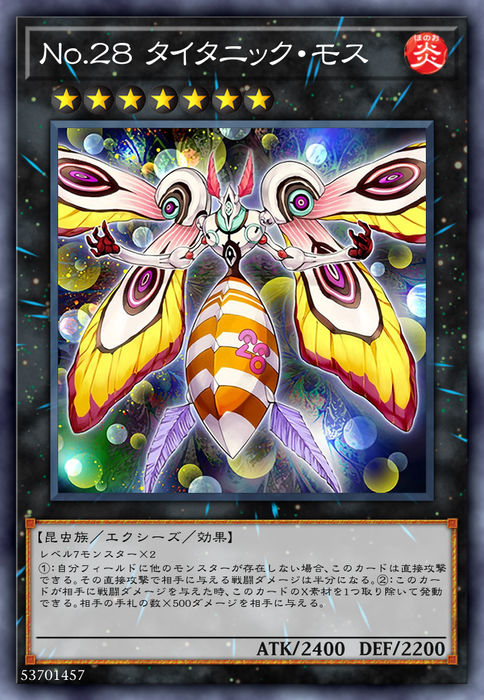 No.28 タイタニック・モス
ほのお
炎
28
【昆虫族／エクシーズ／効果】
レベル7モンスター×2
①：自分フィールドに他のモンスターが存在しない場合、このカードは直接攻撃
できる。その直接攻撃で相手に与える戦闘ダメージは半分になる。②：このカー
ドが相手に戦闘ダメージを与えた時、このカードのX素材を1つ取り除いて発動
できる。相手の手札の数×500ダメージを相手に与える。
ATK/2400 DEF/2200
53701457